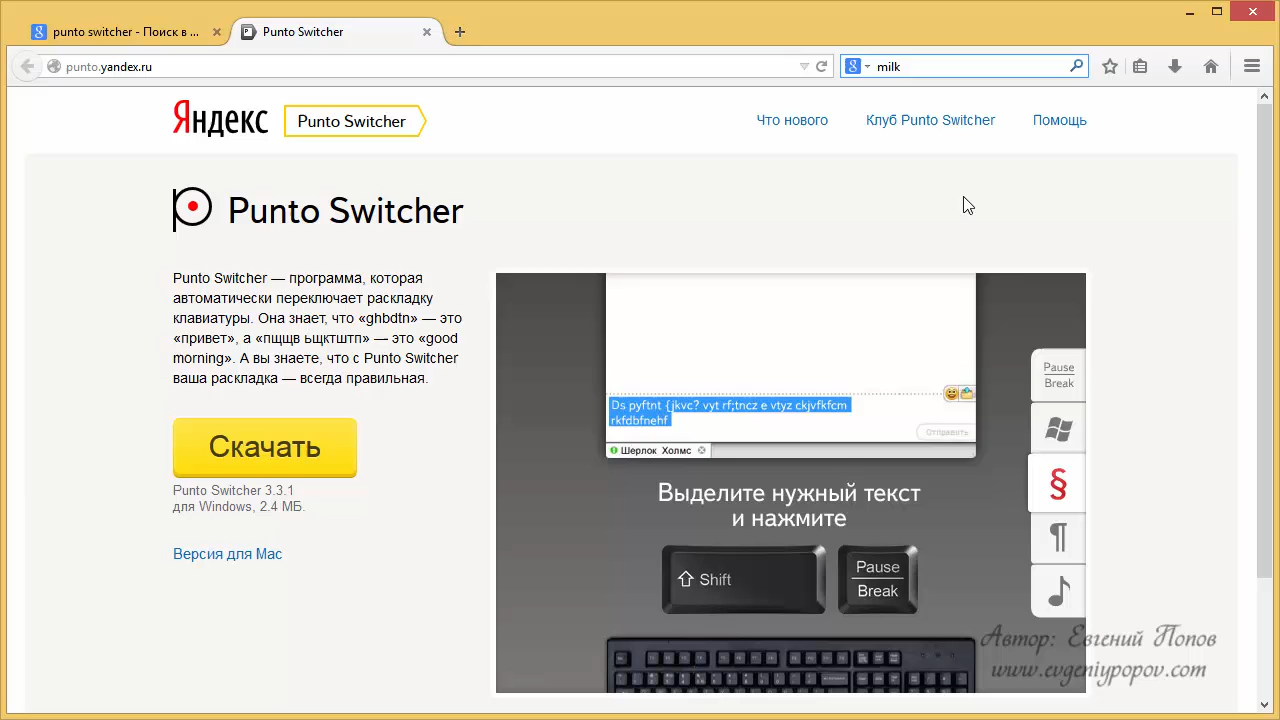 punto switcher - Поиск в ...
Punto Switcher
punto.yandex.ru
milk
Яндекс
Punto Switcher
Что нового
Клуб Punto Switcher
Помощь
Punto Switcher
Punto Switcher — программа, которая
автоматически переключает раскладку
клавиатуры. Она знает, что «ghbdtn» — это
«привет», а «пщщв ьщктштп» — это «good
morning». А вы знаете, что с Punto Switcher
ваша раскладка — всегда правильная.
Скачать
Punto Switcher 3.3.1
для Windows, 2.4 МБ.
Версия для Mac
Ds pyftnt {jkvc? vyt rf;tncz e vtyz ckjvfkfcm
rkfdbfnehf
Отправить
Шерлок Холмс
Выделите нужный текст
и нажмите
Shift
Pause
Break
Pause
Break
§
¶
Автор: Евгений Попов
www.evgeniypopov.com